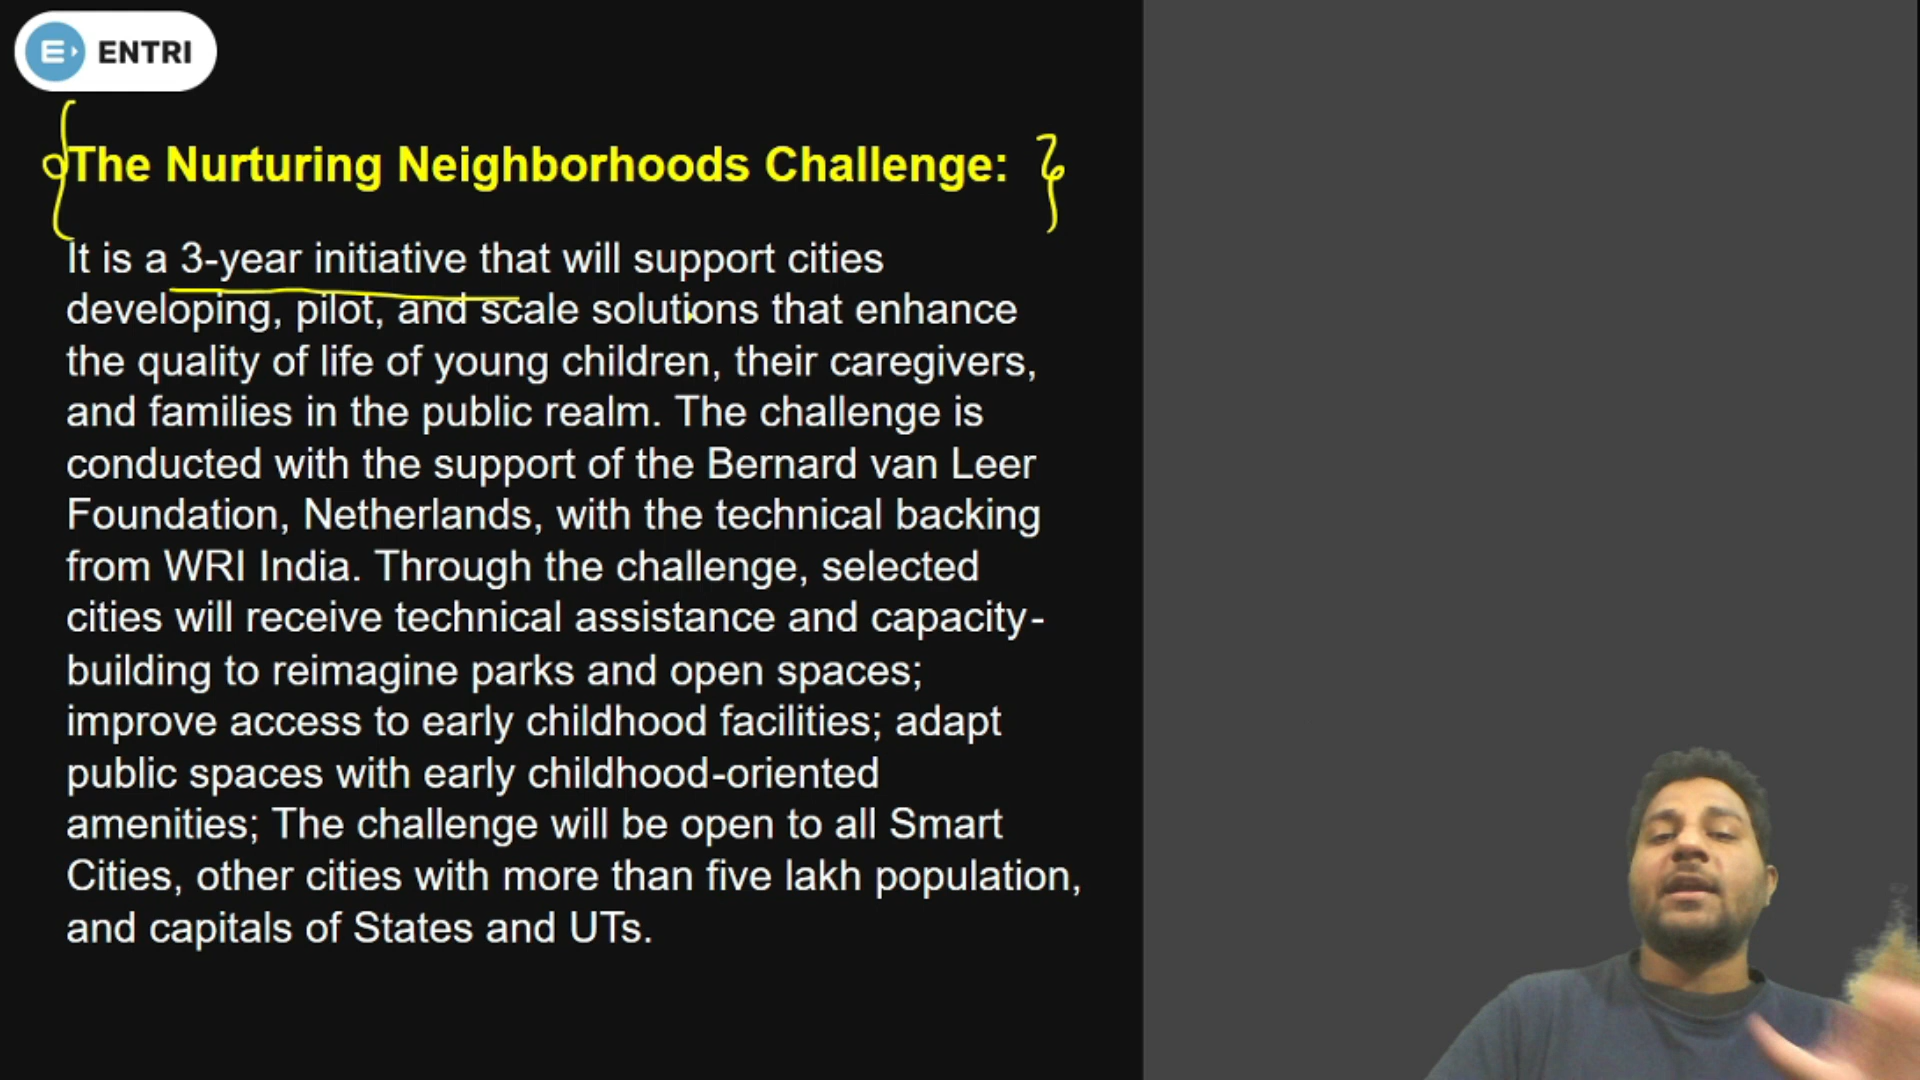 ENTRI
The Nurturing Neighborhoods Challenge:
It is a 3-year initiative that will support cities
developing, pilot, and scale solutions that enhance
the quality of life of young children, their caregivers,
and families in the public realm. The challenge is
conducted with the support of the Bernard van Leer
Foundation, Netherlands, with the technical backing
from WRI India. Through the challenge, selected
cities will receive technical assistance and capacity-
building to reimagine parks and open spaces;
improve access to early childhood facilities; adapt
public spaces with early childhood-oriented
amenities; The challenge will be open to all Smart
Cities, other cities with more than five lakh population,
and capitals of States and UTs.